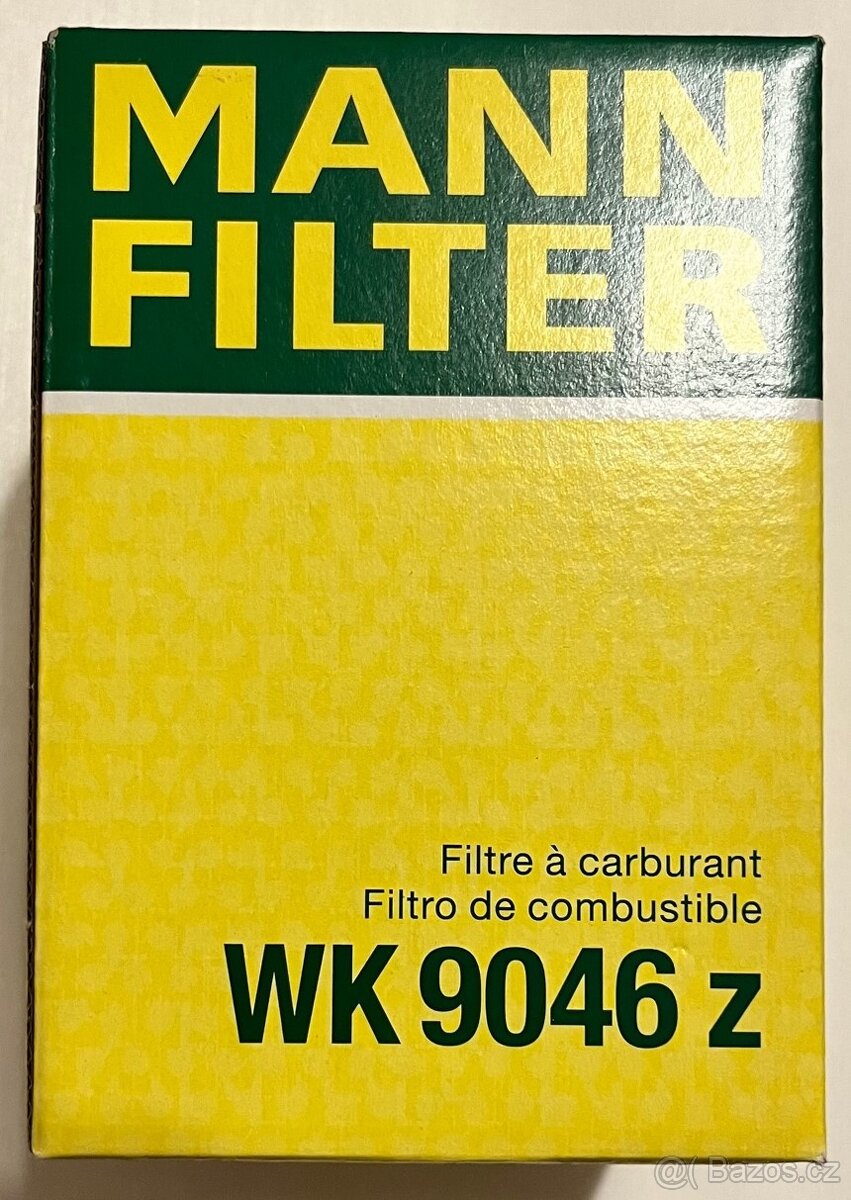 MANN
FILTER
Filtre à carburant
Filtro de combustible
WK 9046 z
@( Bazos.cz